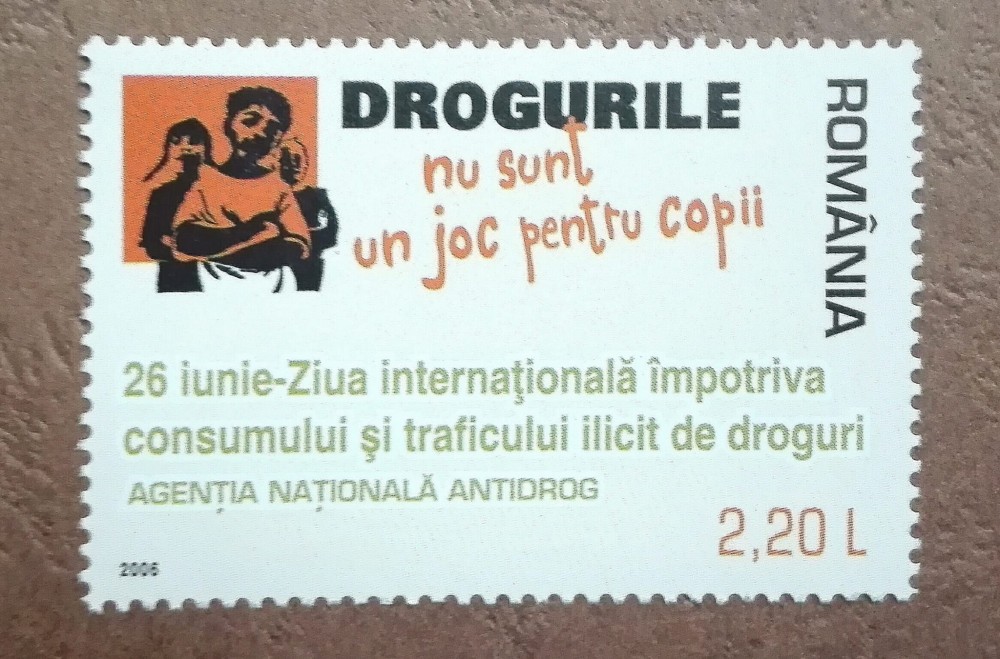 DROGURILE
nu sunt
un joc pentru copii
ROMÂNIA
26 iunie-Ziua internaţională împotriva
consumului şi traficului ilicit de droguri
AGENŢIA NAŢIONALĂ ANTIDROG
2,20 L
2006